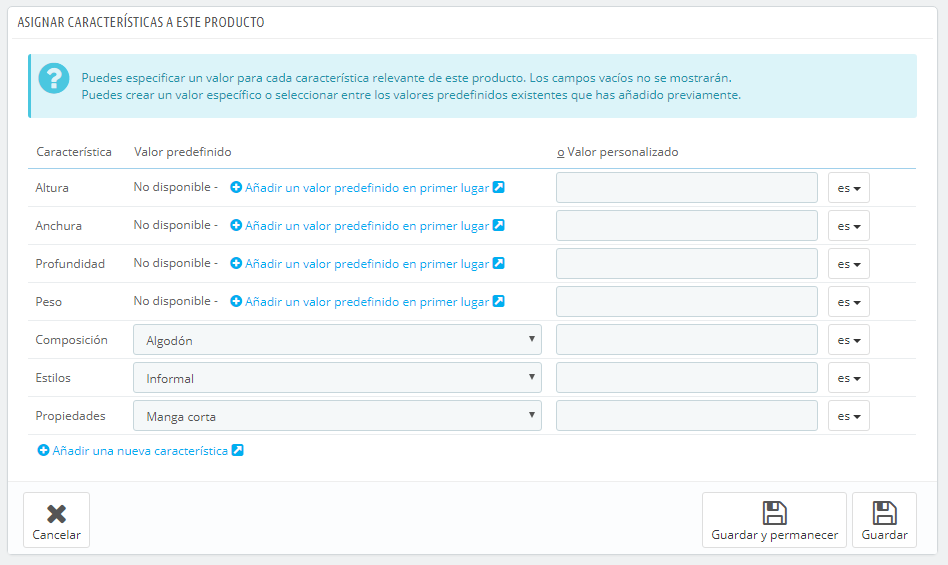 ASIGNAR CARACTERÍSTICAS A ESTE PRODUCTO
Puedes especificar un valor para cada característica relevante de este producto. Los campos vacíos no se mostrarán.
Puedes crear un valor específico o seleccionar entre los valores predefinidos existentes que has añadido previamente.
Característica Valor predefinido o Valor personalizado
Altura No disponible - Añadir un valor predefinido en primer lugar es
Anchura No disponible - Añadir un valor predefinido en primer lugar es
Profundidad No disponible - Añadir un valor predefinido en primer lugar es
Peso No disponible - Añadir un valor predefinido en primer lugar es
Composición Algodón es
Estilos Informal es
Propiedades Manga corta es
Añadir una nueva característica
Cancelar Guardar y permanecer Guardar